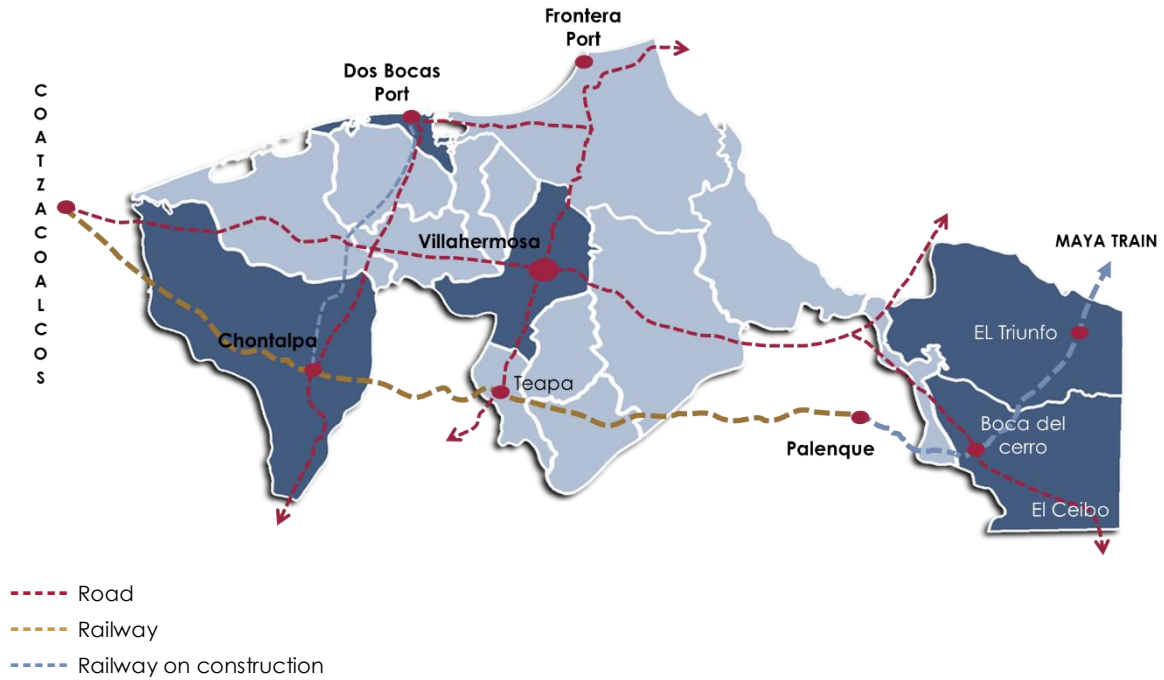 Frontera
Port
Dos Bocas
Port
COATZACOALCOS
Villahermosa
MAYA TRAIN
EL Triunfo
Chontalpa
Teapa
Palenque
Boca del
cerro
El Ceibo
Road
Railway
Railway on construction